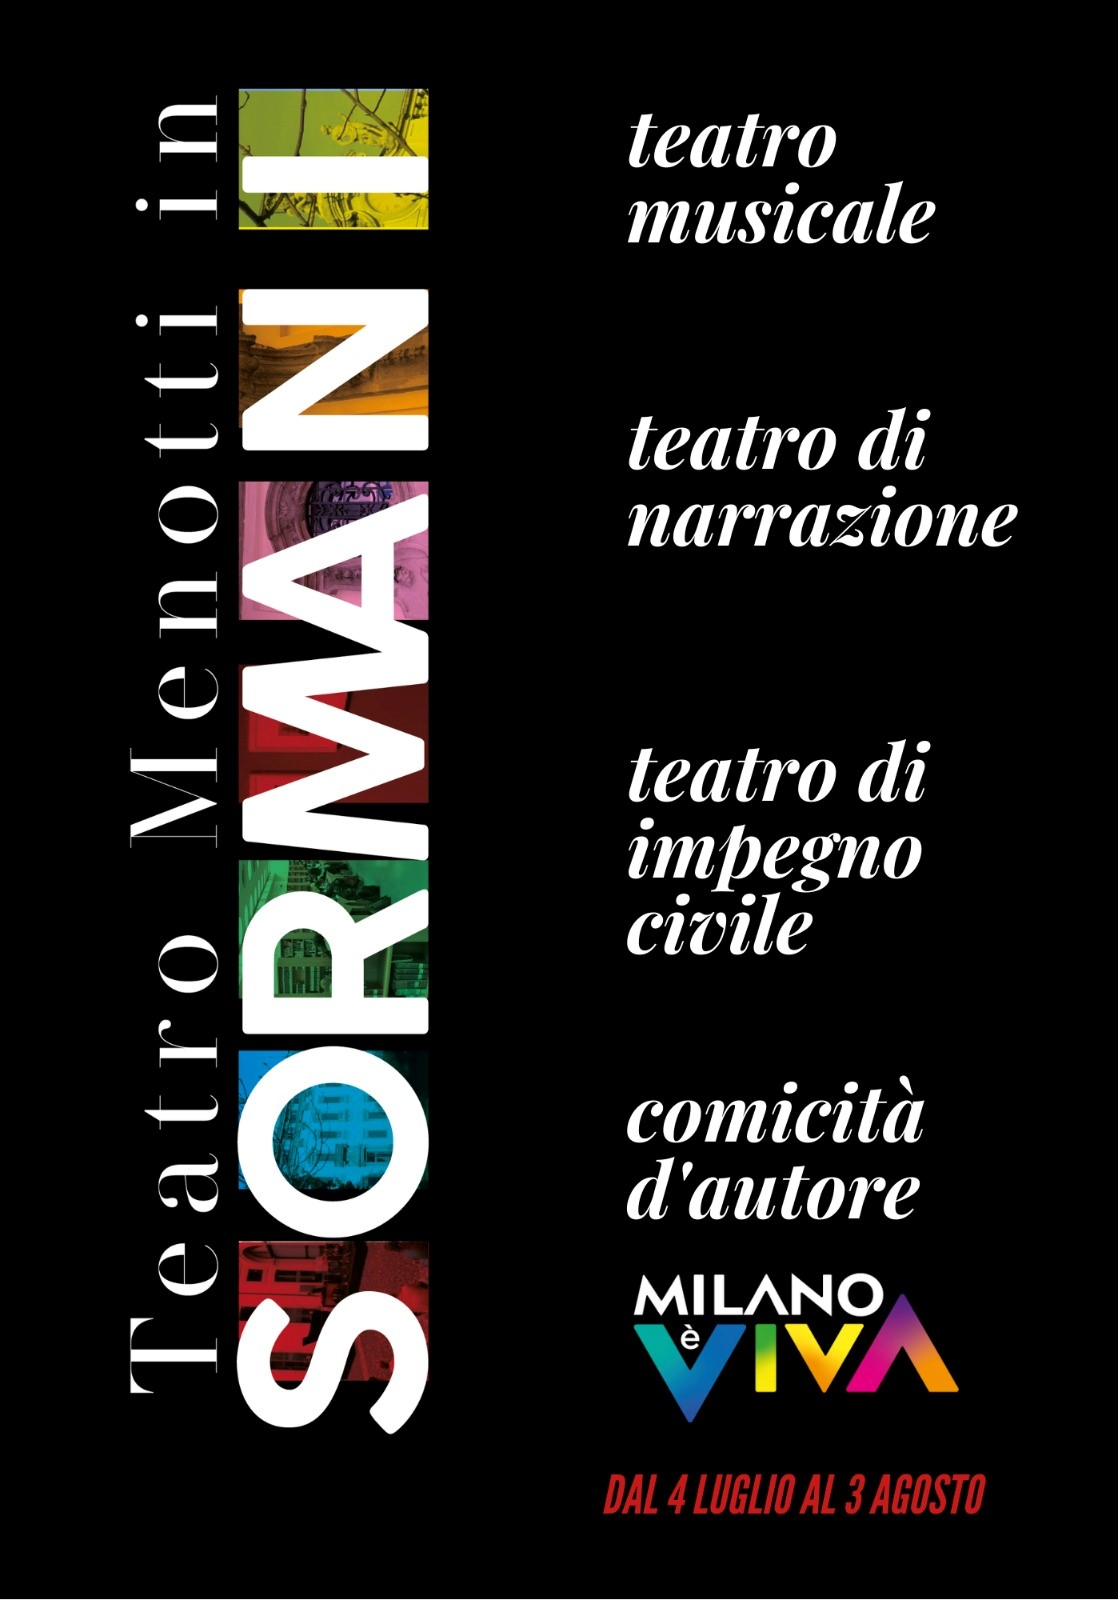 Teatro Menotti in
SORMANI
teatro
musicale
teatro di
narrazione
teatro di
impegno
civile
comicità
d'autore
MILANO
è VIVA
DAL 4 LUGLIO AL 3 AGOSTO